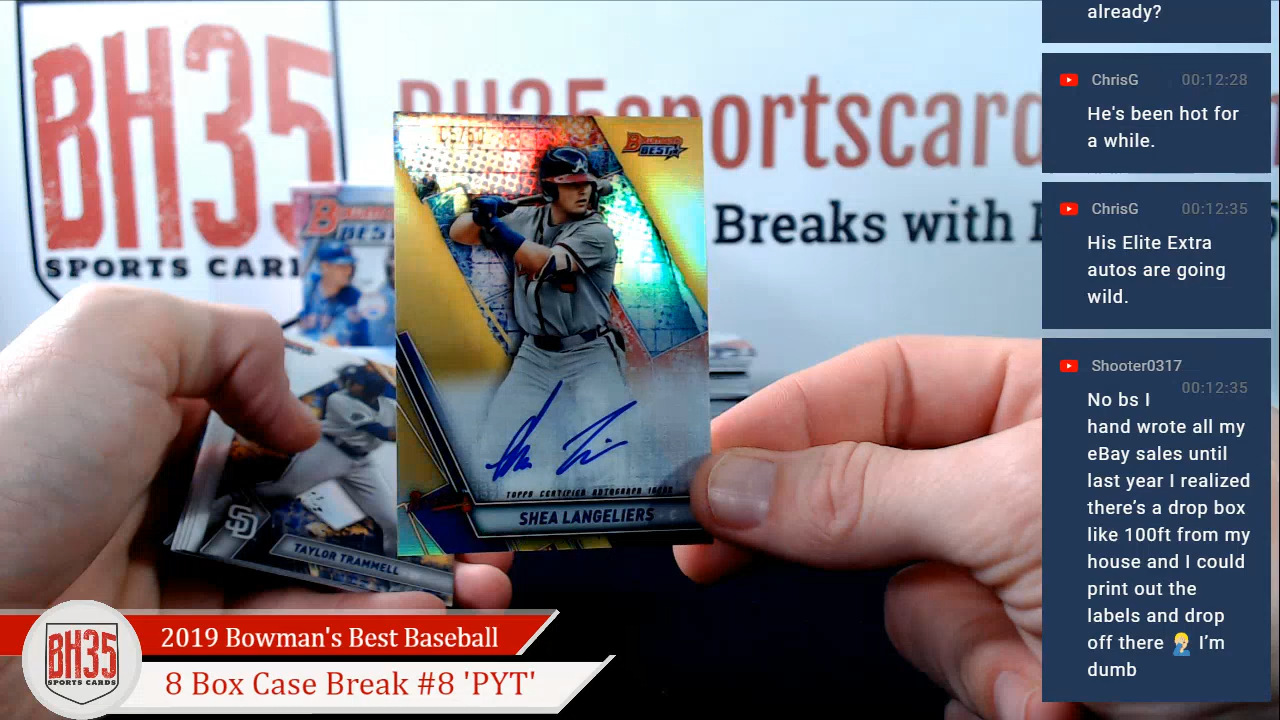 BH35
SPORTS CARDS
BH35sportscard
Breaks with
BOWMAN'S
BEST
05/50
BOWMAN'S
BEST
TOPPS CERTIFIED AUTOGRAPH ISSUE
SHEA LANGELIERS
C
SD
TAYLOR TRAMMELL
BH35
SPORTS CARDS
2019 Bowman's Best Baseball
8 Box Case Break #8 'PYT'
already?
ChrisG 00:12:28
He's been hot for
a while.
ChrisG 00:12:35
His Elite Extra
autos are going
wild.
Shooter0317
00:12:35
No bs I
hand wrote all my
eBay sales until
last year I realized
there's a drop box
like 100ft from my
house and I could
print out the
labels and drop
off there 🤦🏼‍♂️ I'm
dumb